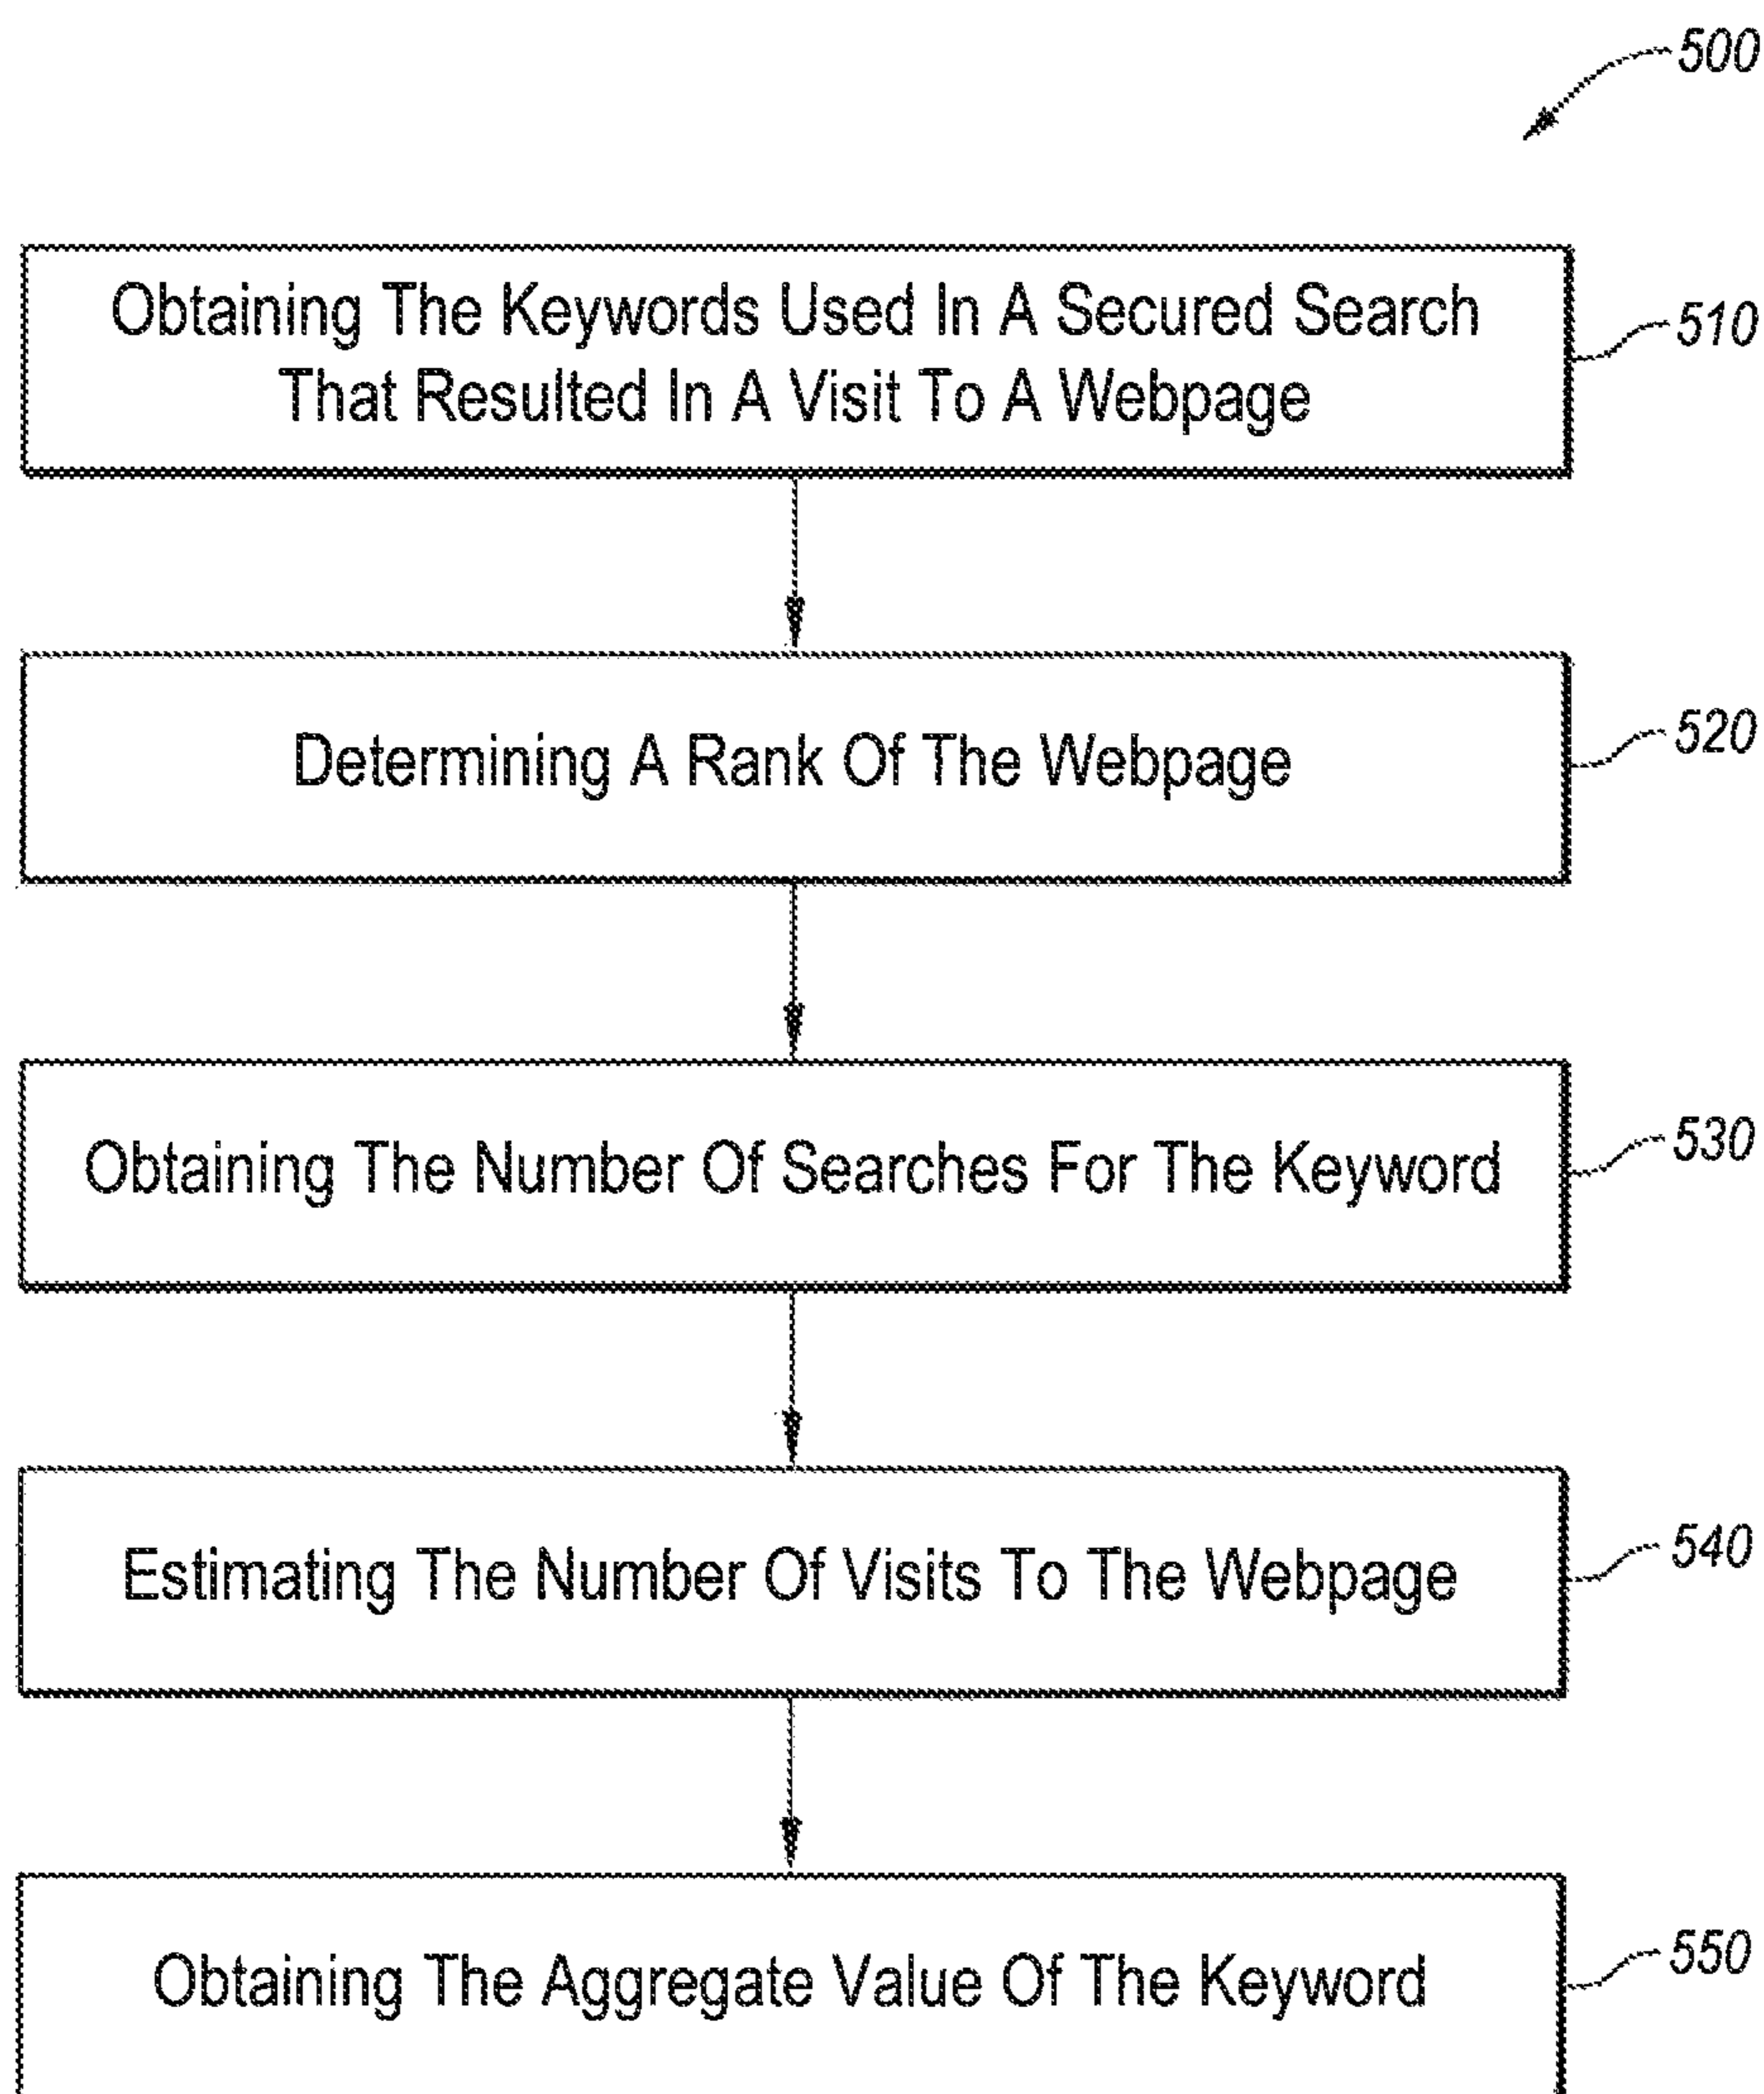 500
Obtaining The Keywords Used In A Secured Search
That Resulted In A Visit To A Webpage
510
Determining A Rank Of The Webpage
520
Obtaining The Number Of Searches For The Keyword
530
Estimating The Number Of Visits To The Webpage
540
Obtaining The Aggregate Value Of The Keyword
550